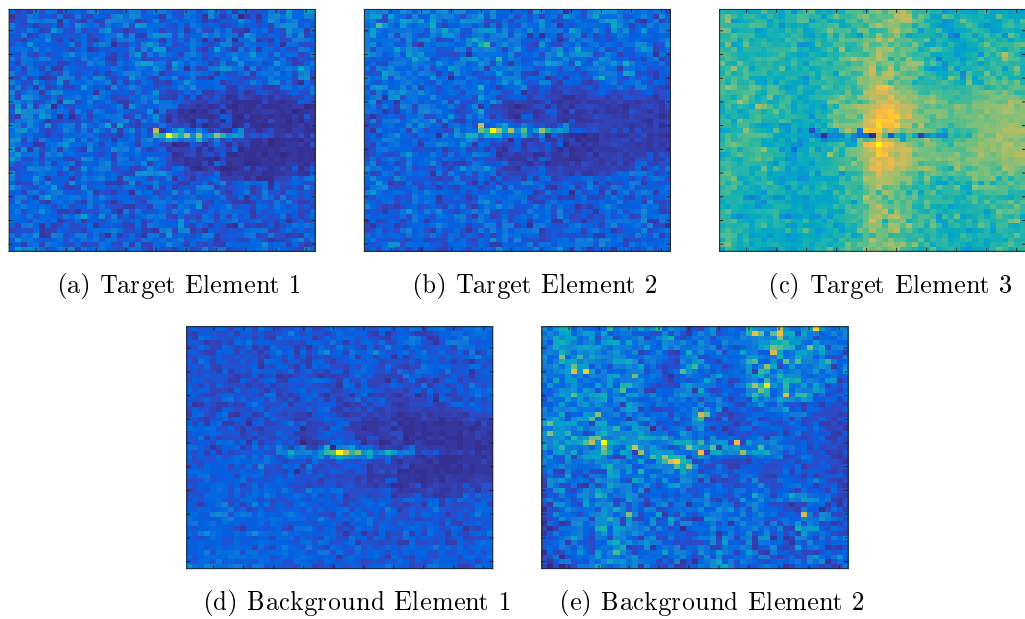 (a) Target Element 1
(b) Target Element 2
(c) Target Element 3
(d) Background Element 1
(e) Background Element 2